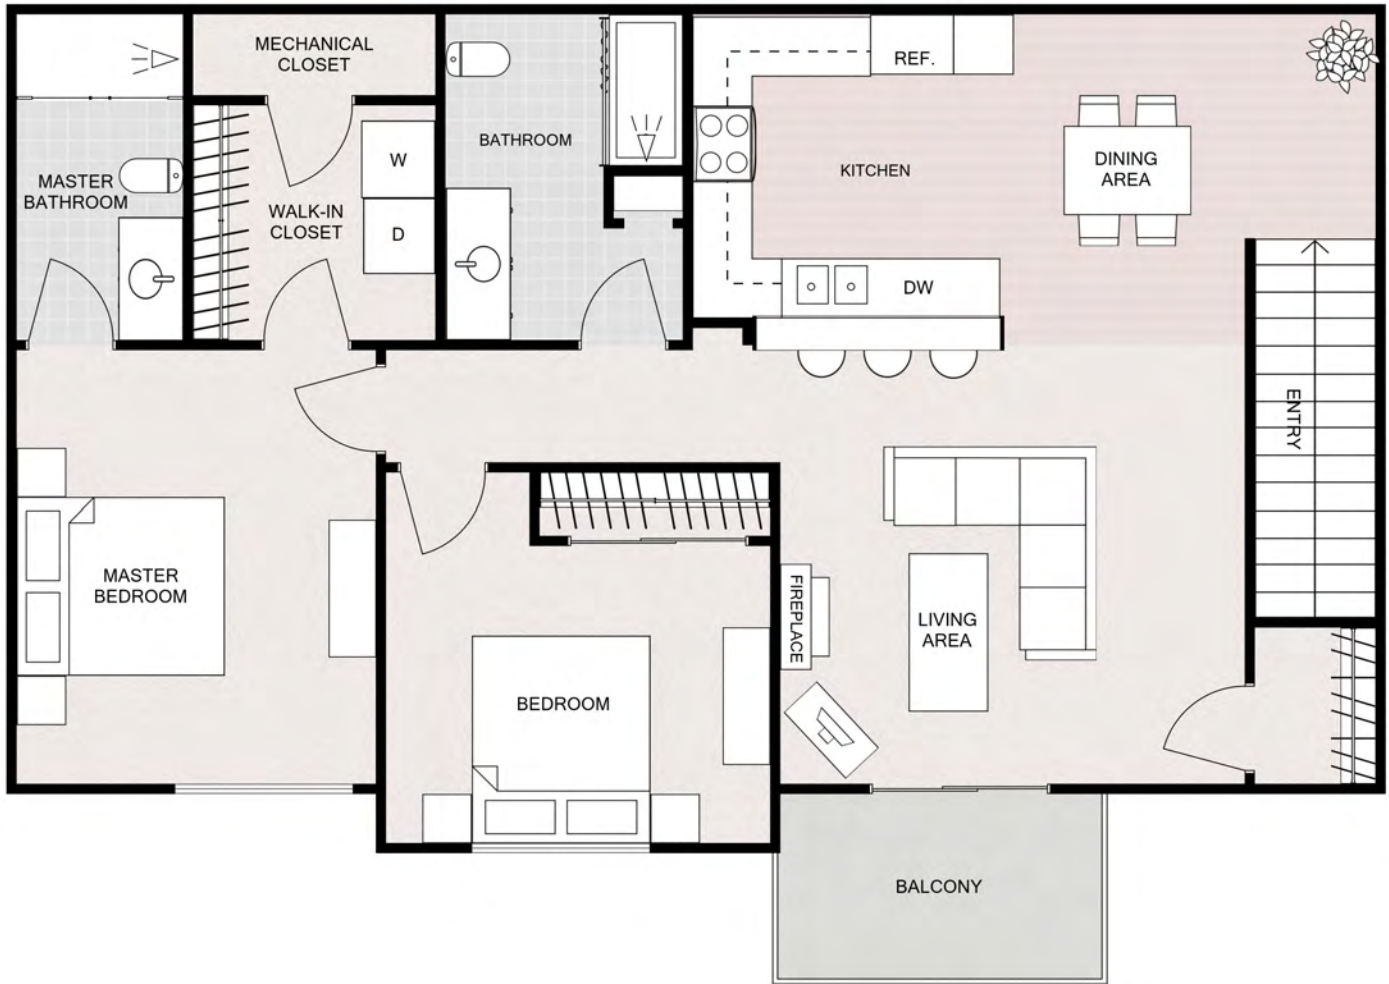 MECHANICAL
CLOSET
REF.
BATHROOM
W
KITCHEN
DINING
AREA
MASTER
BATHROOM
WALK-IN
CLOSET
D
DW
ENTRY
MASTER
BEDROOM
FIREPLACE
LIVING
AREA
BEDROOM
BALCONY